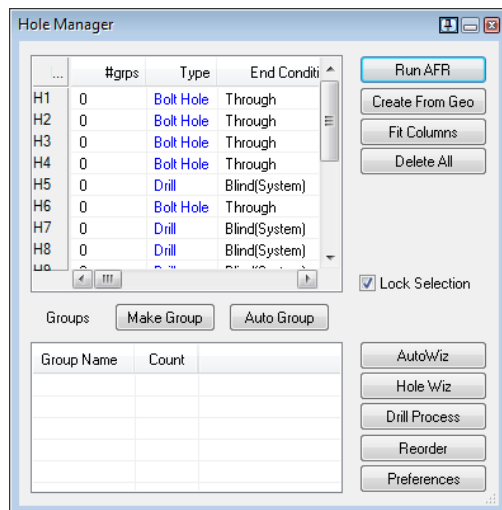 Hole Manager
... #grps Type End Conditi
H1 0 Bolt Hole Through
H2 0 Bolt Hole Through
H3 0 Bolt Hole Through
H4 0 Bolt Hole Through
H5 0 Drill Blind(System)
H6 0 Bolt Hole Through
H7 0 Drill Blind(System)
H8 0 Drill Blind(System)
Run AFR
Create From Geo
Fit Columns
Delete All
Lock Selection
Groups Make Group Auto Group
Group Name Count
AutoWiz
Hole Wiz
Drill Process
Reorder
Preferences